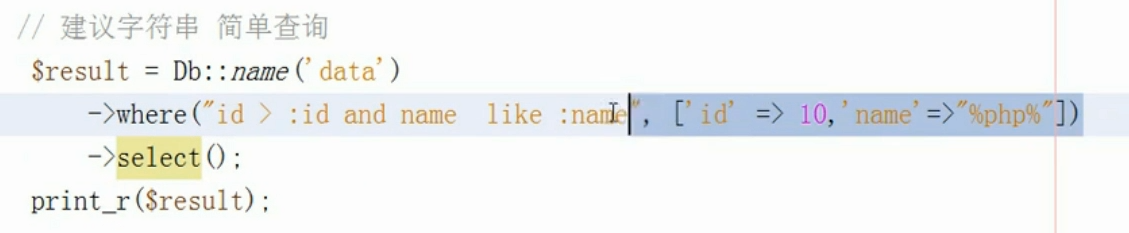 // 建议字符串 简单查询
$result = Db::name('data')
->where("id > :id and name  like :name", ['id' => 10,'name'=>"%php%"])
->select();
print_r($result);